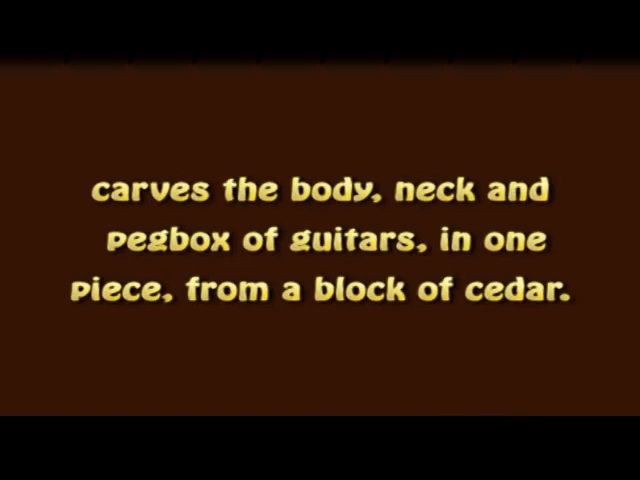 carves the body, neck and
pegbox of guitars, in one
piece, from a block of cedar.